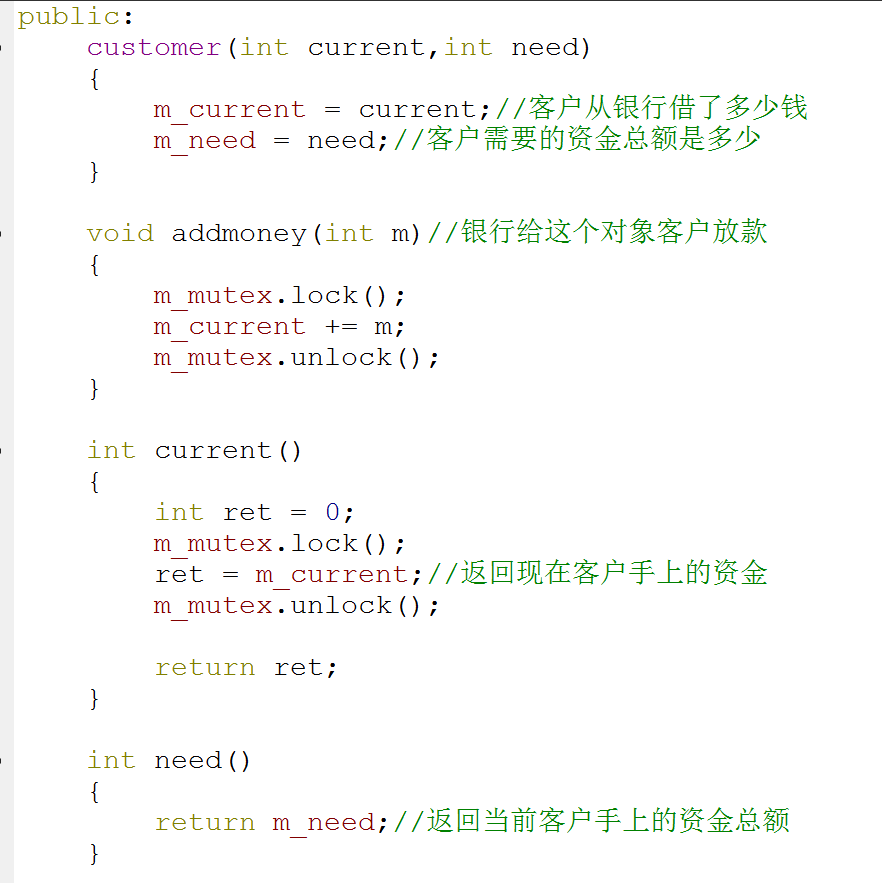 public:
customer(int current,int need)
{
m_current = current;//客户从银行借了多少钱
m_need = need;//客户需要的资金总额是多少
}
void addmoney(int m)//银行给这个对象客户放款
{
m_mutex.lock();
m_current += m;
m_mutex.unlock();
}
int current()
{
int ret = 0;
m_mutex.lock();
ret = m_current;//返回现在客户手上的资金
m_mutex.unlock();
return ret;
}
int need()
{
return m_need;//返回当前客户手上的资金总额
}